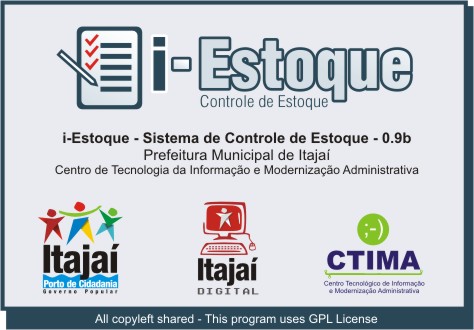 i-Estoque
Controle de Estoque
i-Estoque - Sistema de Controle de Estoque - 0.9b
Prefeitura Municipal de Itajaí
Centro de Tecnologia da Informação e Modernização Administrativa
Itajaí
Porto de Cidadania
Governo Popular
Itajaí
DIGITAL
;-)
CTIMA
Centro Tecnológico de Informação
e Modernização Administrativa
All copyleft shared - This program uses GPL License